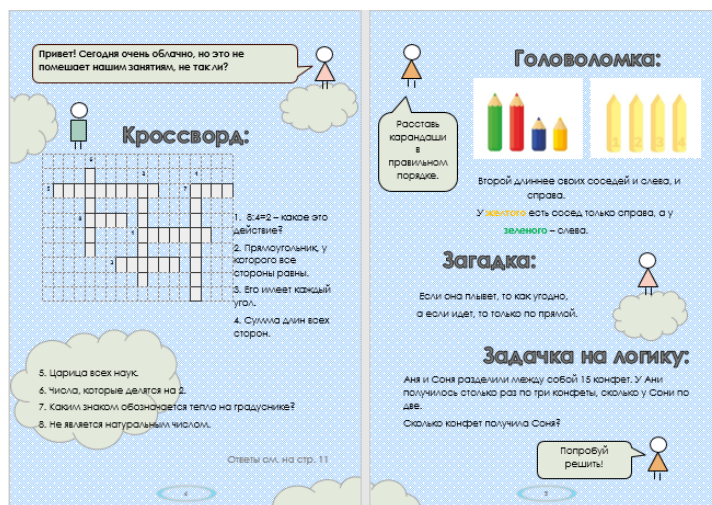 Привет! Сегодня очень облачно, но это не
помешает нашим занятиям, не так ли?
Кроссворд:
1. 8:4=2 – какое это
действие?
2. Прямоугольник, у
которого все
стороны равны.
3. Его имеет каждый
угол.
4. Сумма длин всех
сторон.
5. Царица всех наук.
6. Числа, которые делятся на 2.
7. Каким знаком обозначается тепло на градуснике?
8. Не является натуральным числом.
Ответы см. на стр. 11
Головоломка:
Расставь
карандаши
в
правильном
порядке.
1 2 3 4
Второй длиннее своих соседей и слева, и
справа.
У желтого есть сосед только справа, а у
зеленого – слева.
Загадка:
Если она плывет, то как угодно,
а если идет, то только по прямой.
Задачка на логику:
Аня и Соня разделили между собой 15 конфет. У Ани
получилось столько раз по три конфеты, сколько у Сони по
две.
Сколько конфет получила Соня?
Попробуй
решить!